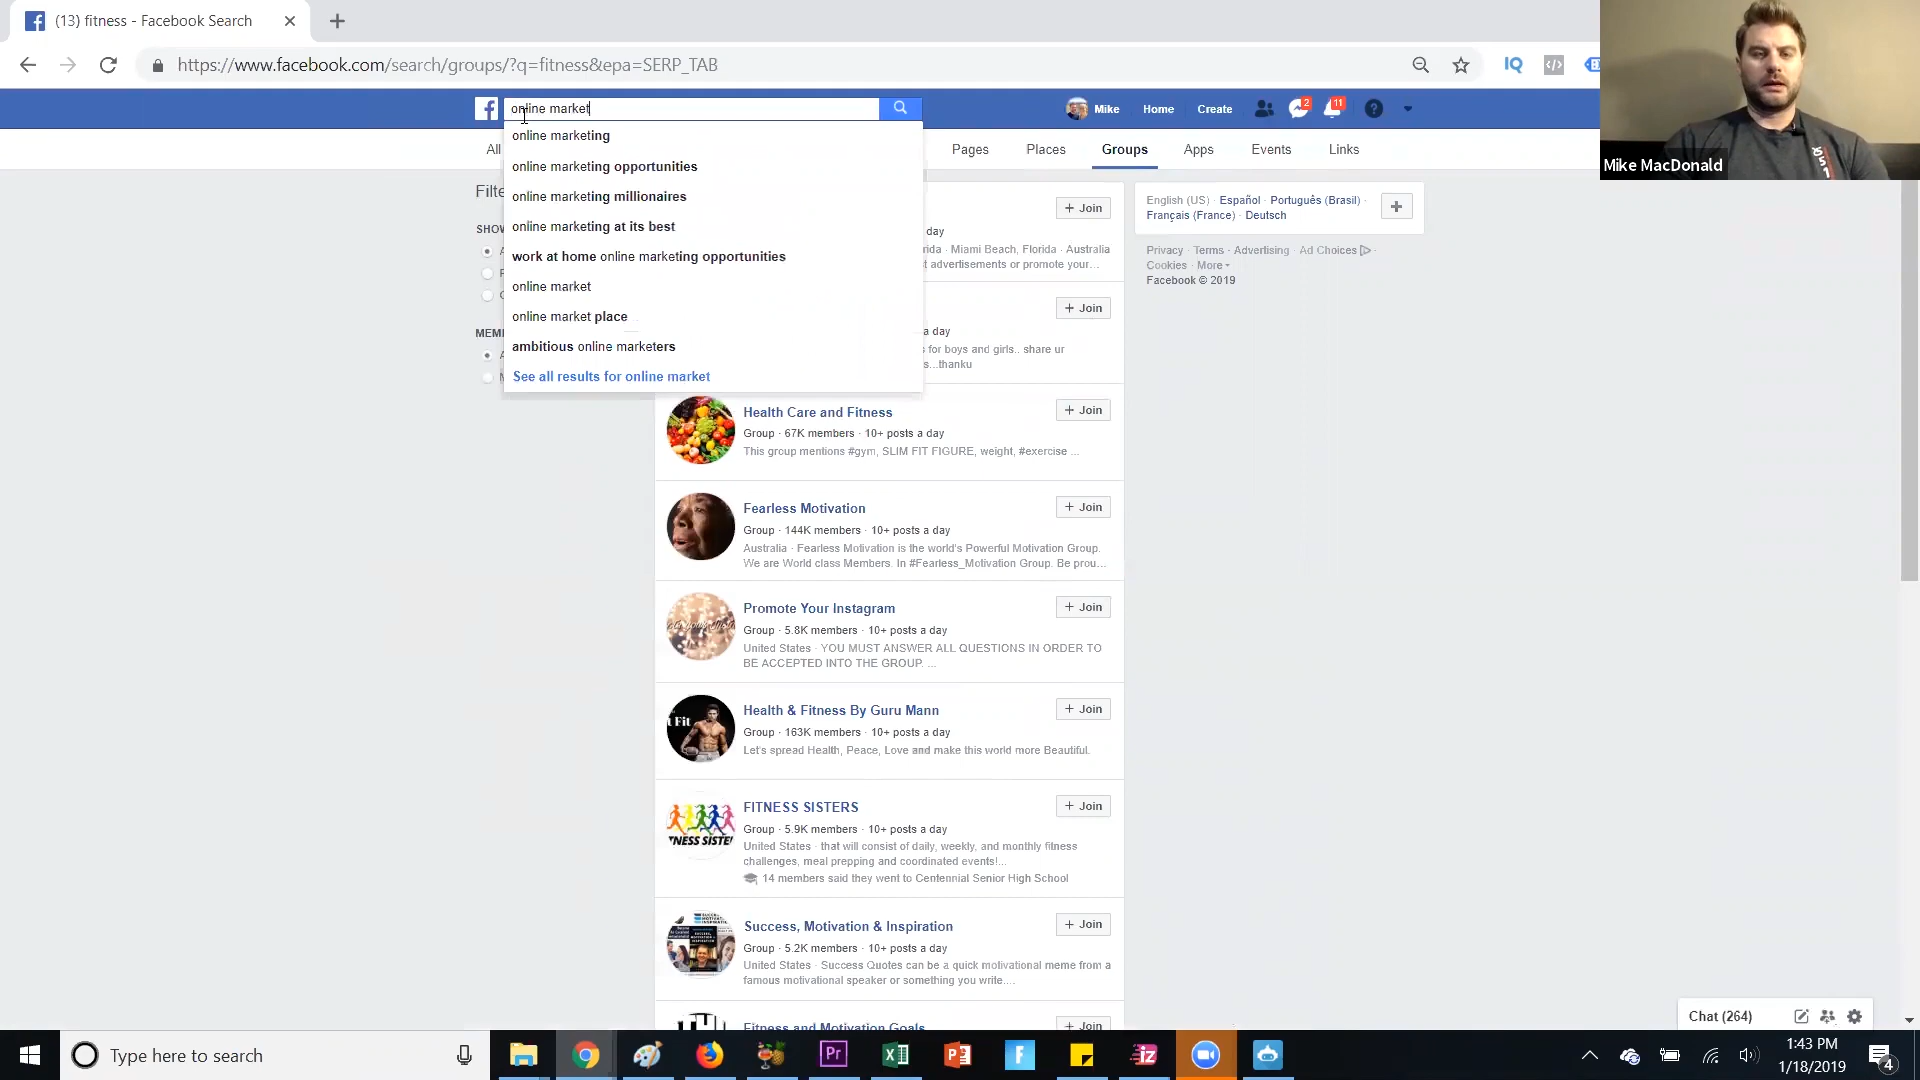 (13) fitness - Facebook Search
https://www.facebook.com/search/groups/?q=fitness&epa=SERP_TAB
online market
Mike
Home
Create
2
11
online marketing
online marketing opportunities
online marketing millionaires
online marketing at its best
work at home online marketing opportunities
online market
online market place
ambitious online marketers
See all results for online market
All
Pages
Places
Groups
Apps
Events
Links
Mike MacDonald
+ Join
day
rida · Miami Beach, Florida · Australia
t advertisements or promote your...
+ Join
a day
s for boys and girls.. share ur
s...thanku
Health Care and Fitness
+ Join
Group · 67K members · 10+ posts a day
This group mentions #gym, SLIM FIT FIGURE, weight, #exercise ...
Fearless Motivation
+ Join
Group · 144K members · 10+ posts a day
Australia · Fearless Motivation is the world's Powerful Motivation Group.
We are World class Members. In #Fearless_Motivation Group. Be prou...
Promote Your Instagram
+ Join
Group · 5.8K members · 10+ posts a day
United States · YOU MUST ANSWER ALL QUESTIONS IN ORDER TO
BE ACCEPTED INTO THE GROUP. ...
Health & Fitness By Guru Mann
+ Join
Group · 163K members · 10+ posts a day
Let's spread Health, Peace, Love and make this world more Beautiful.
FITNESS SISTERS
+ Join
Group · 5.9K members · 10+ posts a day
United States · that will consist of daily, weekly, and monthly fitness
challenges, meal prepping and coordinated events!...
14 members said they went to Centennial Senior High School
Success, Motivation & Inspiration
+ Join
Group · 5.2K members · 10+ posts a day
United States · Success Quotes can be a quick motivational meme from a
famous motivational speaker or something you write....
Fitness and Motivation Goals
+ Join
English (US) · Español · Português (Brasil) ·
Français (France) · Deutsch
Privacy · Terms · Advertising · Ad Choices ·
Cookies · More
Facebook © 2019
Chat (264)
Type here to search
1:43 PM
1/18/2019
4